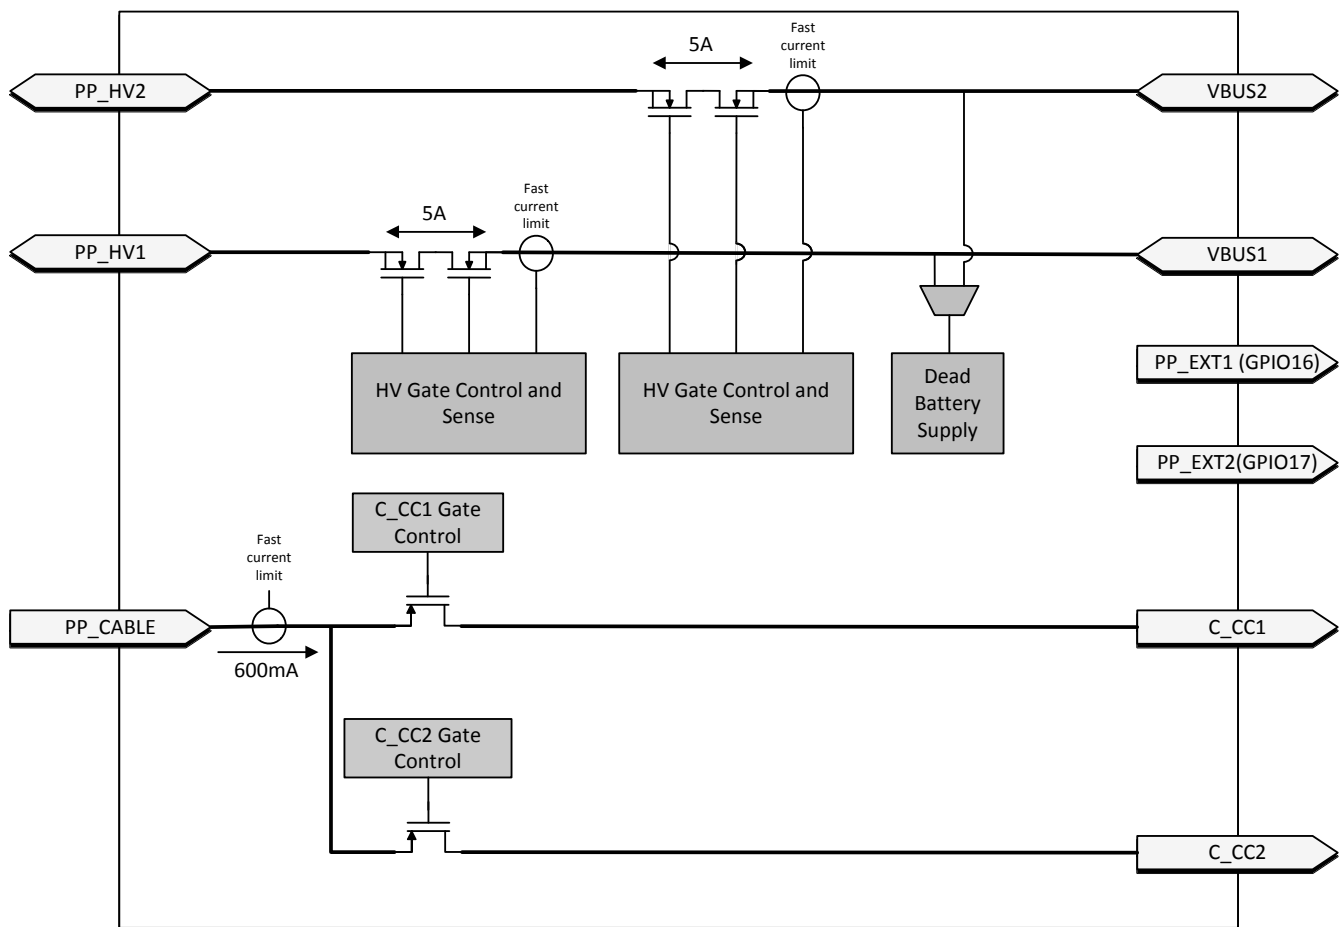 5A
Fast
current
limit
PP_HV2
VBUS2
5A
Fast
current
limit
PP_HV1
VBUS1
HV Gate Control and
Sense
HV Gate Control and
Sense
Dead
Battery
Supply
PP_EXT1 (GPIO16)
PP_EXT2(GPIO17)
C_CC1 Gate
Control
Fast
current
limit
PP_CABLE
600mA
C_CC1
C_CC2 Gate
Control
C_CC2